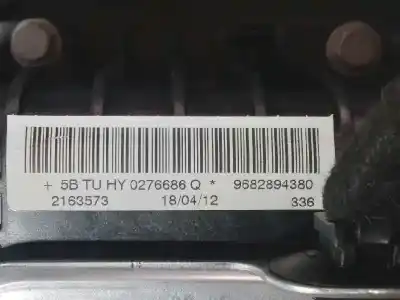 + 5B TU HY 0276686 Q * 9682894380
2163573 18/04/12 336